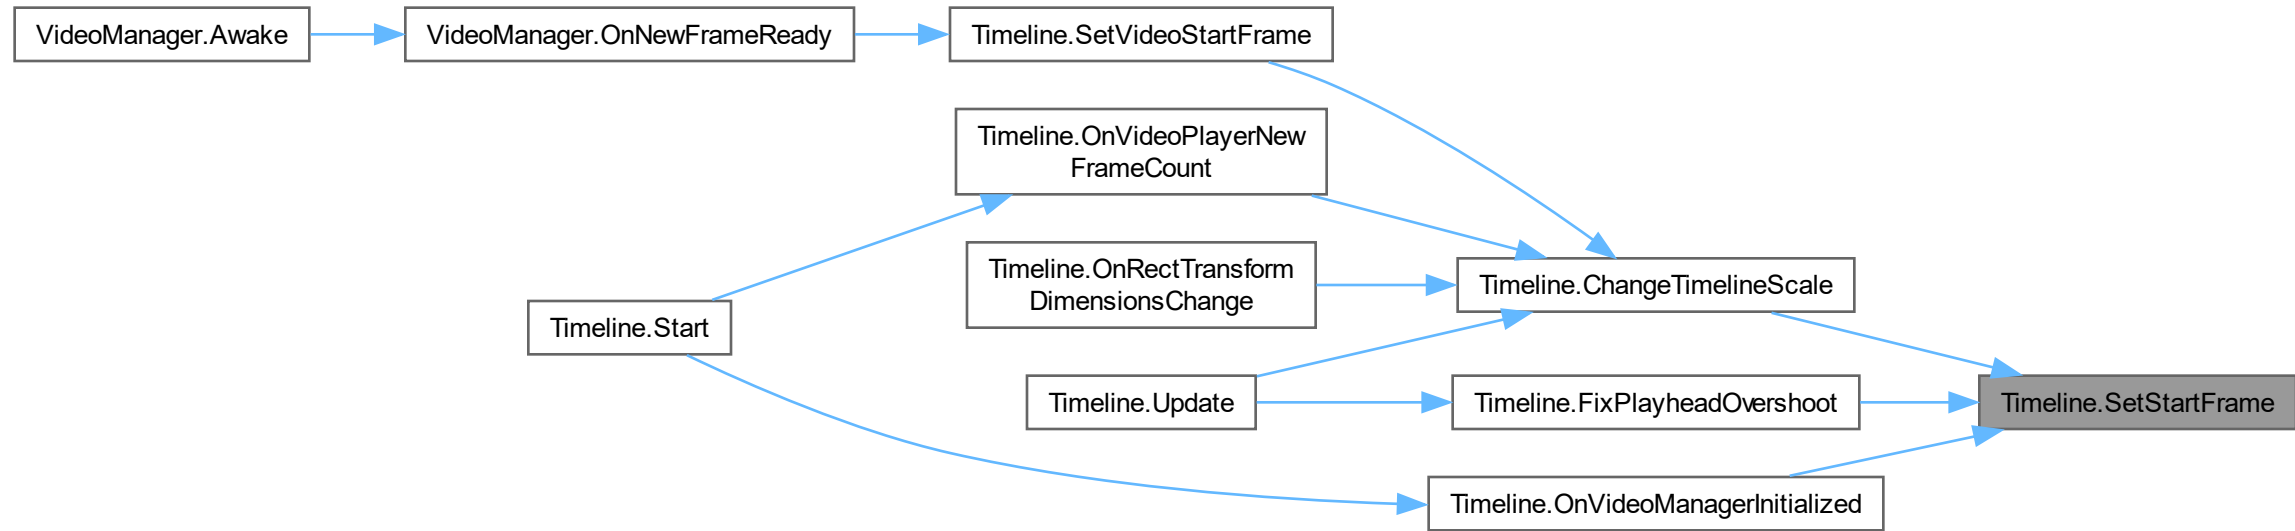 VideoManager.Awake
VideoManager.OnNewFrameReady
Timeline.SetVideoStartFrame
Timeline.OnVideoPlayerNew
FrameCount
Timeline.OnRectTransform
DimensionsChange
Timeline.ChangeTimelineScale
Timeline.Start
Timeline.Update
Timeline.FixPlayheadOvershoot
Timeline.SetStartFrame
Timeline.OnVideoManagerInitialized